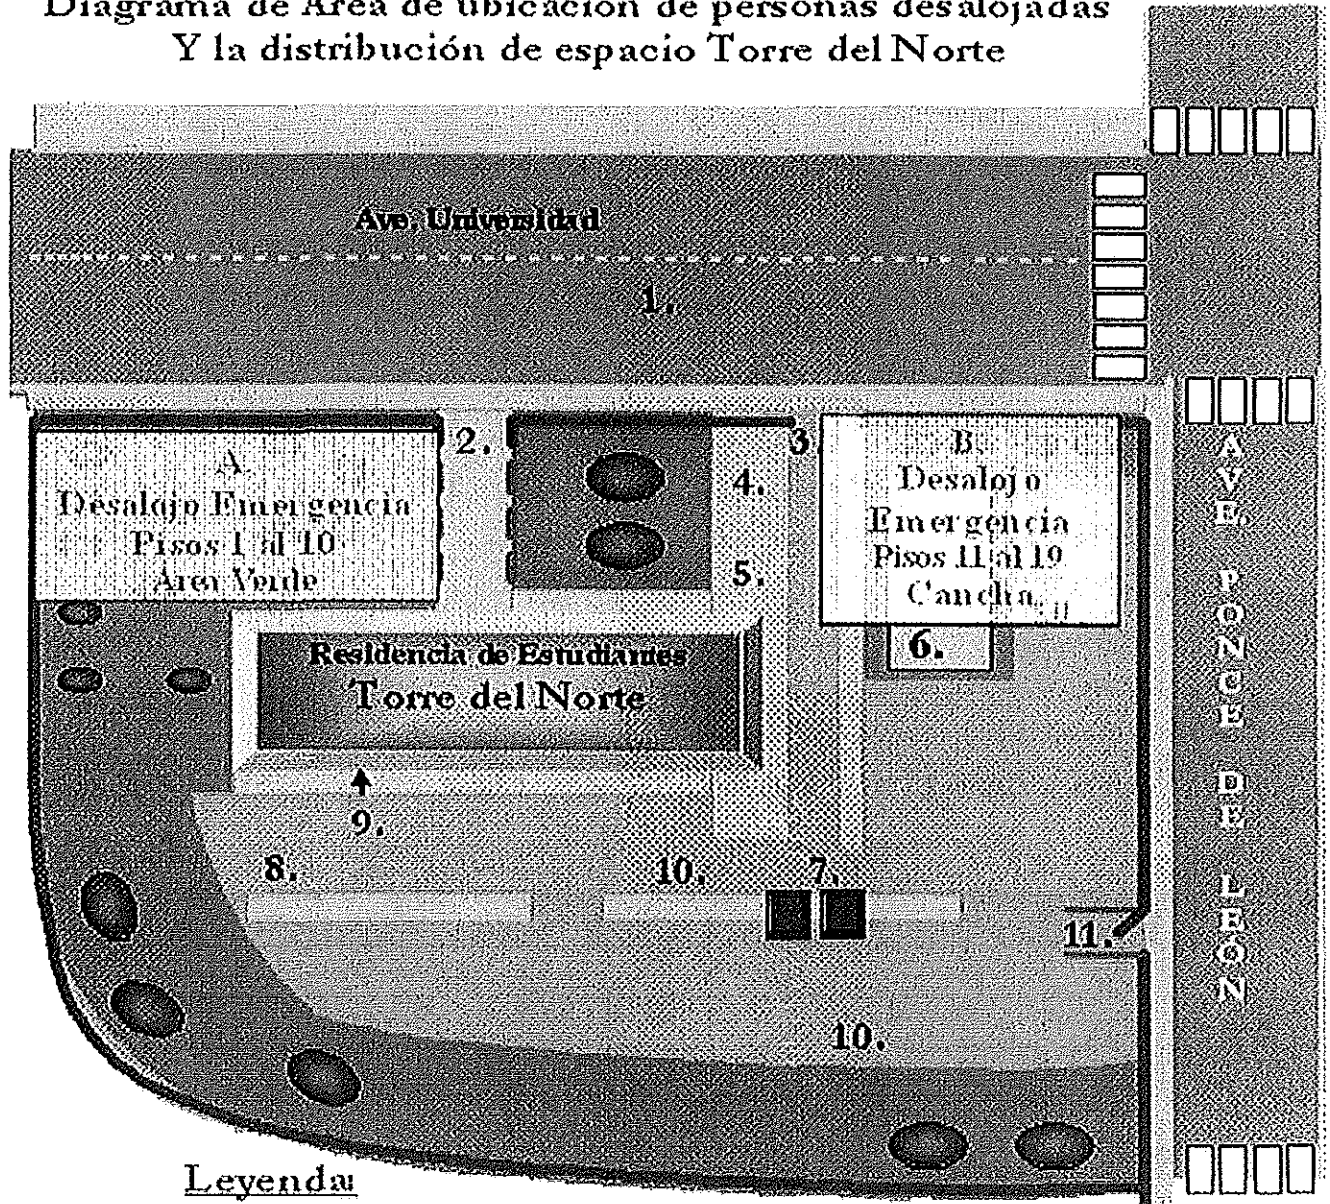 Diagrama de Área de ubicación de personas desalojadas
Y la distribución de espacio Torre del Norte
Ave. Universidad
1.
2.
3.
4.
5.
A.
Desalojo Emergencia
Pisos 1 al 10
Area Verde
B.
Desalojo
Emergencia
Pisos 11 al 19
Cancha
6.
Residencia de Estudiantes
Torre del Norte
9.
8.
10.
7.
11.
10.
AVE. PONCE DE LEÓN
Leyenda: